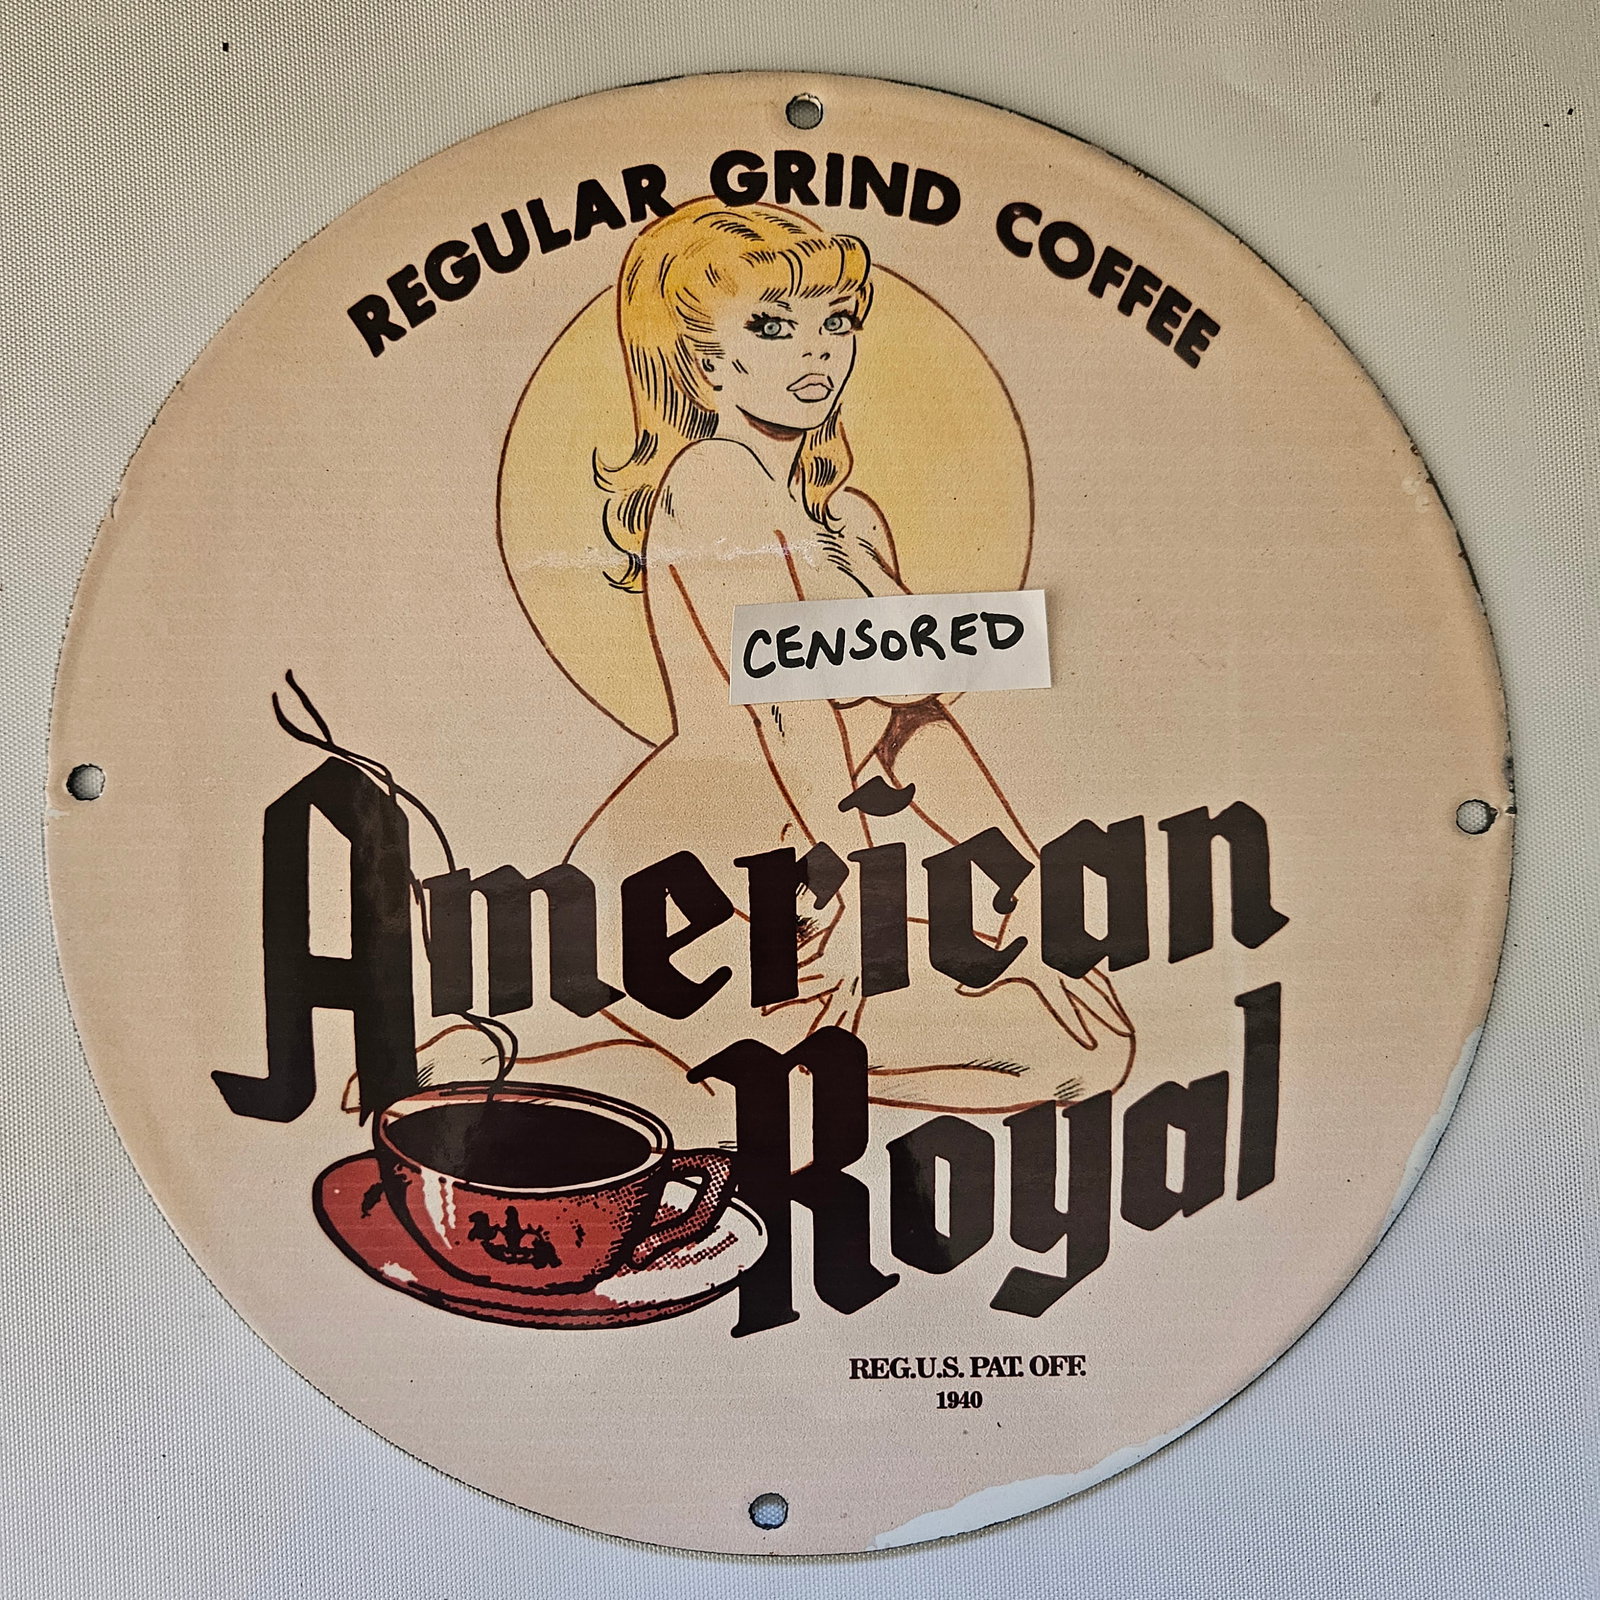 REGULAR GRIND COFFEE
CENSORED
American
Royal
REG.U.S. PAT. OFF.
1940